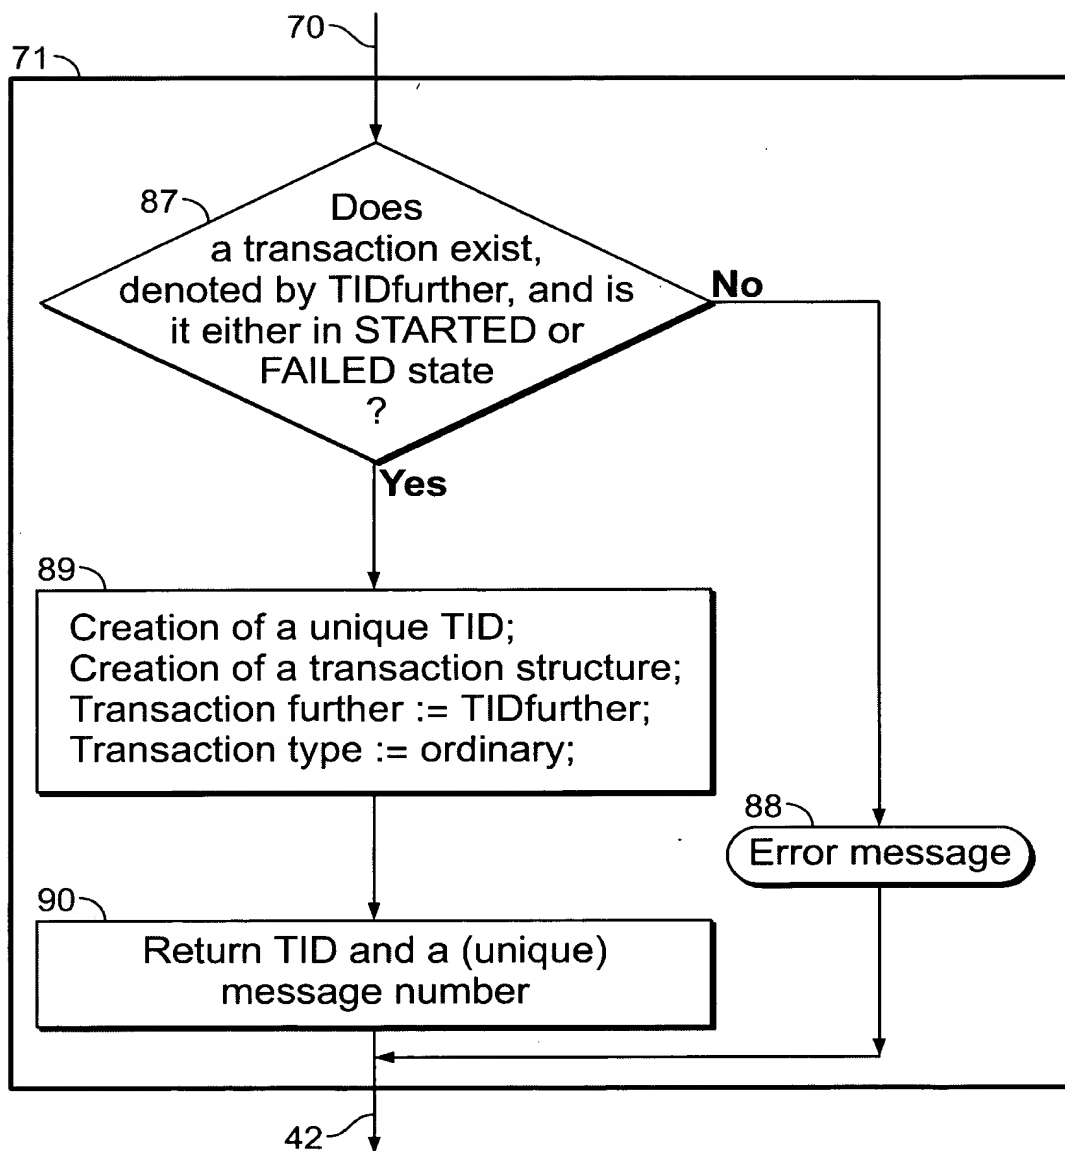 70
71
87
Does
a transaction exist,
denoted by TIDfurther, and is
it either in STARTED or
FAILED state
?
No
Yes
89
Creation of a unique TID;
Creation of a transaction structure;
Transaction further := TIDfurther;
Transaction type := ordinary;
88
Error message
90
Return TID and a (unique)
message number
42